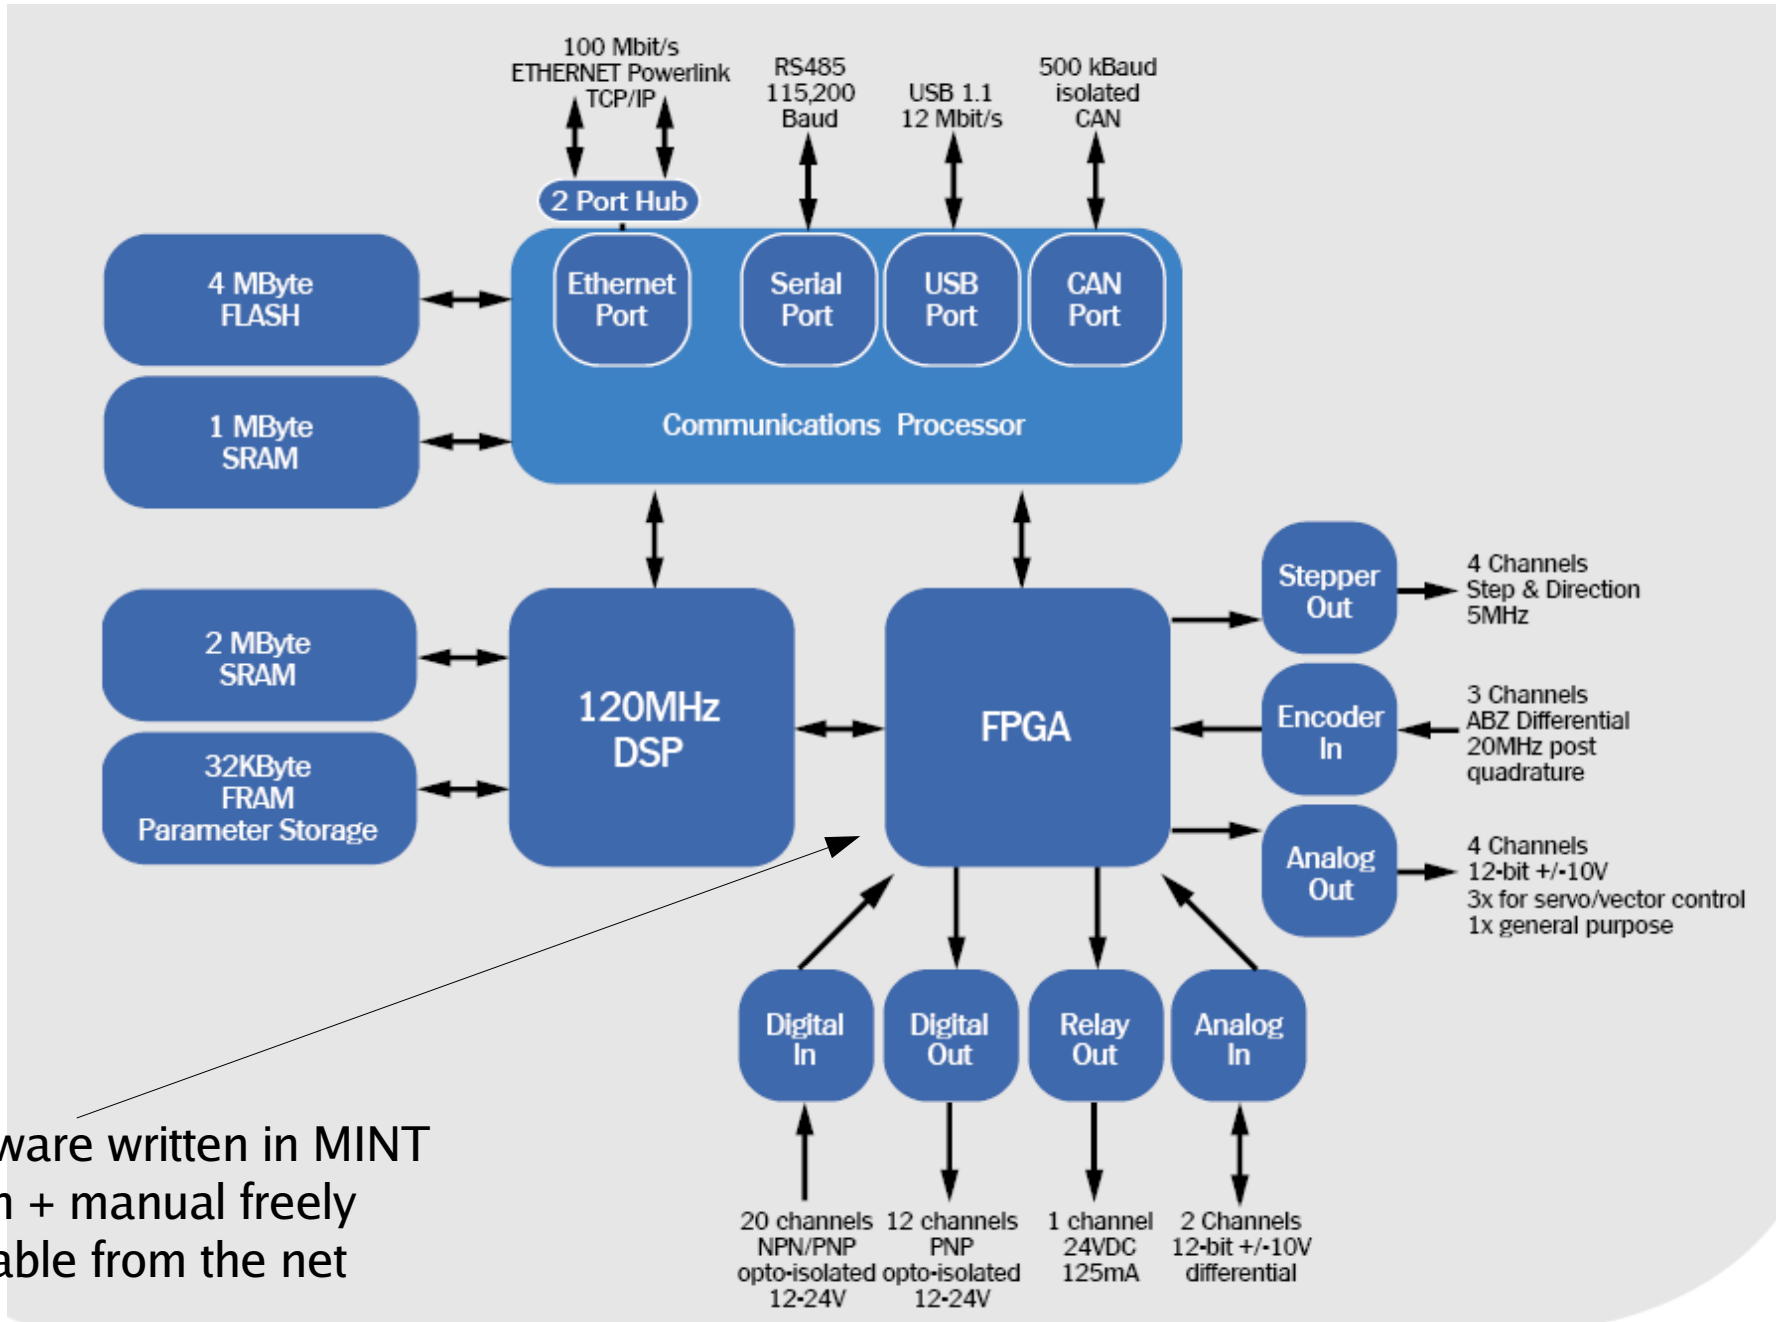 100 Mbit/s
ETHERNET Powerlink
TCP/IP
RS485
115,200
Baud
USB 1.1
12 Mbit/s
500 kBaud
isolated
CAN
2 Port Hub
Ethernet
Port
Serial
Port
USB
Port
CAN
Port
Communications Processor
4 MByte
FLASH
1 MByte
SRAM
2 MByte
SRAM
32KByte
FRAM
Parameter Storage
120MHz
DSP
FPGA
Stepper
Out
4 Channels
Step & Direction
5MHz
Encoder
In
3 Channels
ABZ Differential
20MHz post
quadrature
Analog
Out
4 Channels
12-bit +/-10V
3x for servo/vector control
1x general purpose
Digital
In
Digital
Out
Relay
Out
Analog
In
20 channels
NPN/PNP
opto-isolated
12-24V
12 channels
PNP
opto-isolated
12-24V
1 channel
24VDC
125mA
2 Channels
12-bit +/-10V
differential
ware written in MINT
+ manual freely
able from the net